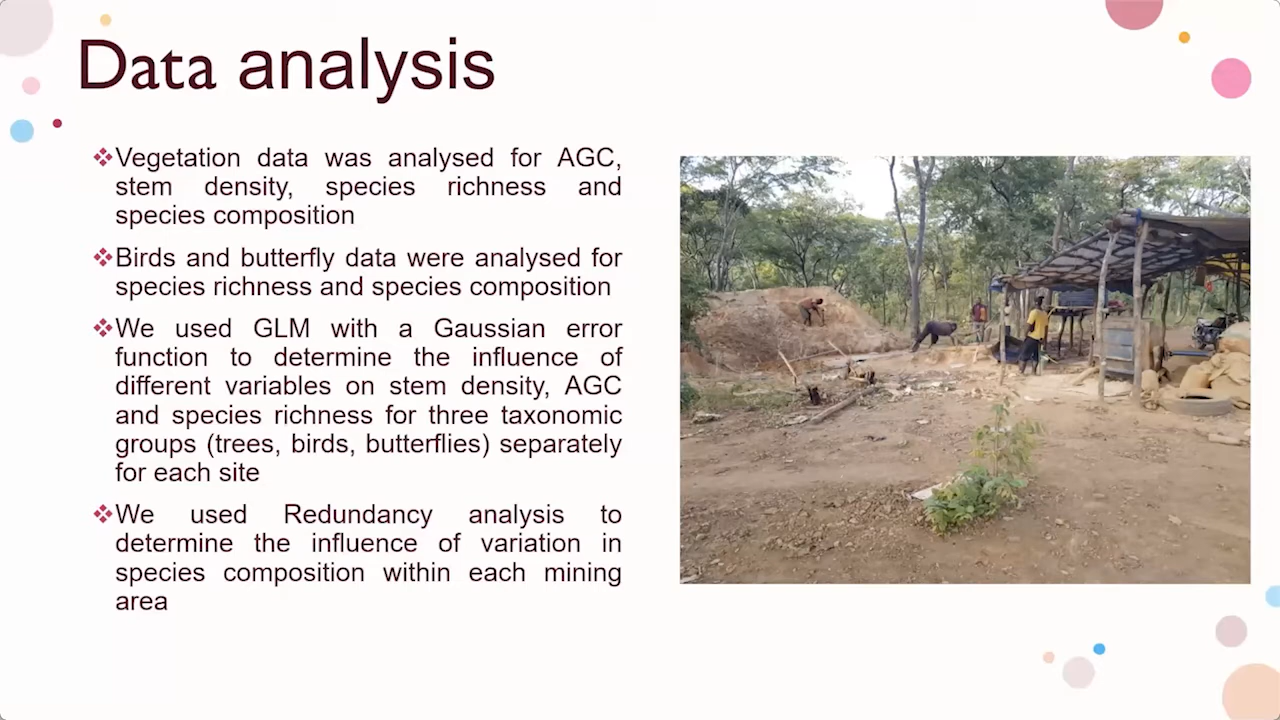 Data analysis
❖Vegetation data was analysed for AGC,
stem density, species richness and
species composition
❖Birds and butterfly data were analysed for
species richness and species composition
❖We used GLM with a Gaussian error
function to determine the influence of
different variables on stem density, AGC
and species richness for three taxonomic
groups (trees, birds, butterflies) separately
for each site
❖We used Redundancy analysis to
determine the influence of variation in
species composition within each mining
area